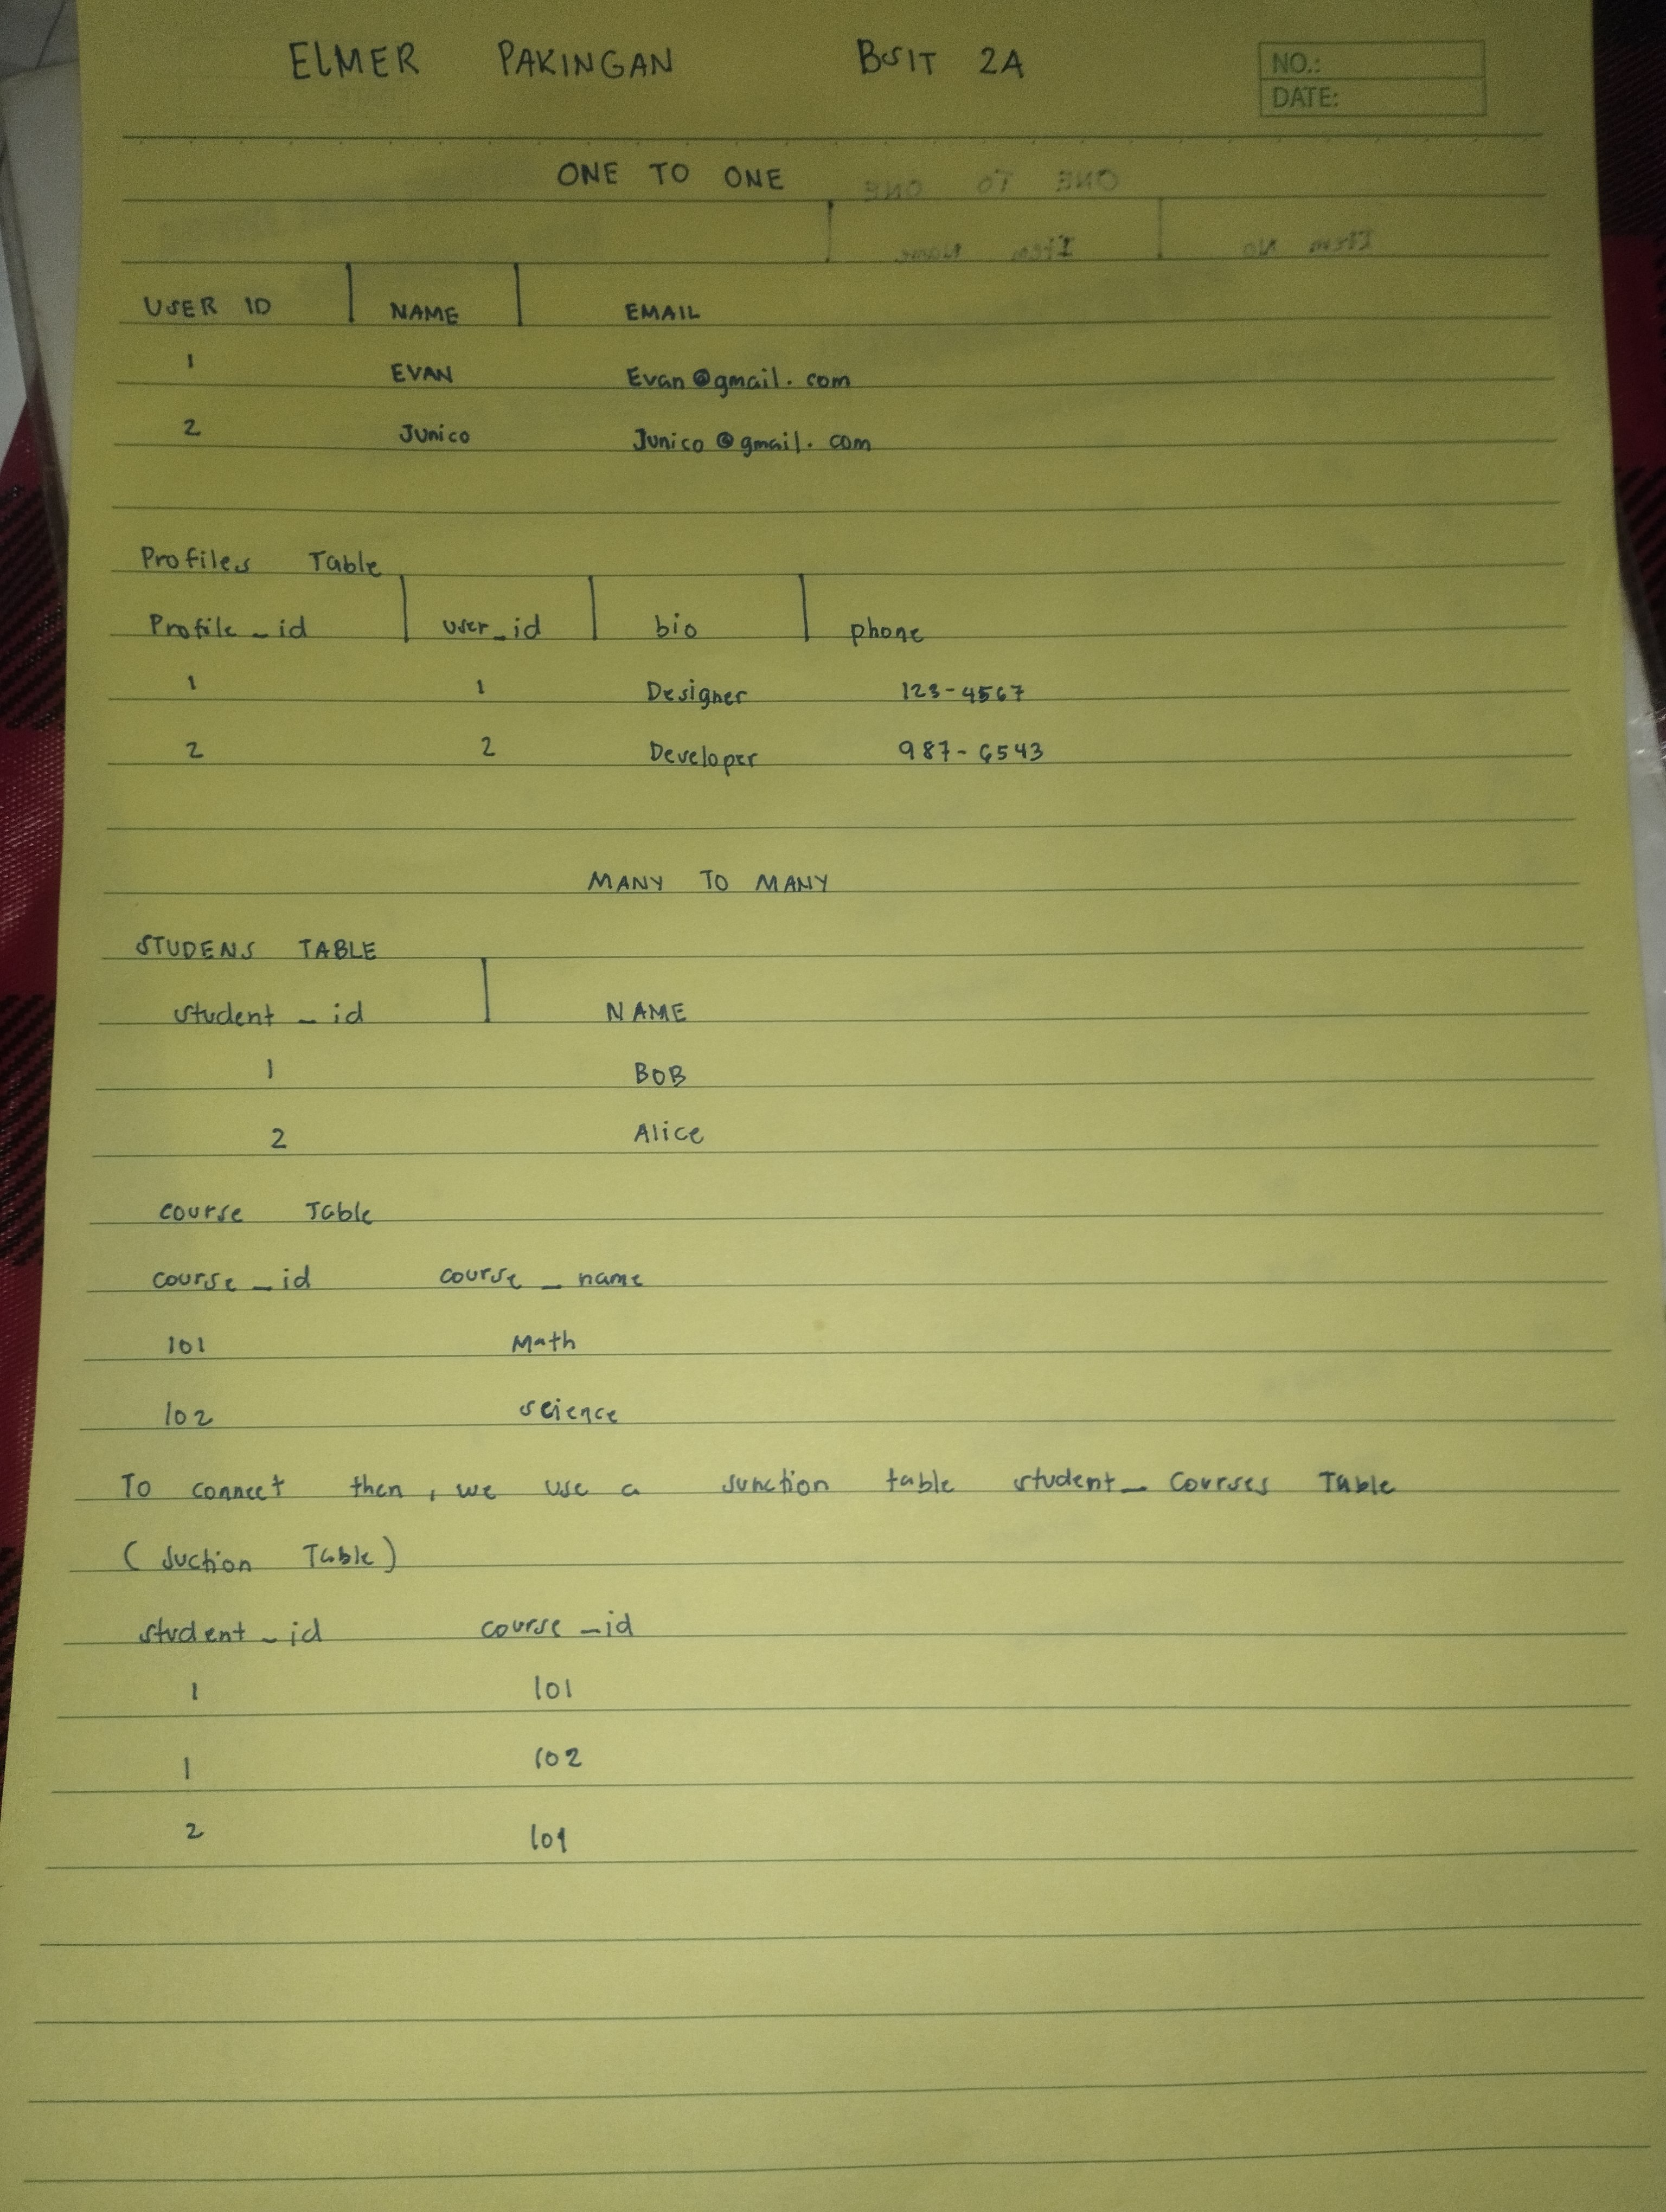 ELMER PAKINGAN BSIT 2A
NO.:
DATE:
ONE TO ONE
USER ID NAME EMAIL
1 EVAN Evan@gmail.com
2 Junico Junico@gmail.com
Profiles Table
Profile_id user_id bio phone
1 1 Designer 123-4567
2 2 Developer 987-6543
MANY TO MANY
STUDENS TABLE
student_id NAME
1 BOB
2 Alice
course Table
course_id course_name
101 Math
102 science
To connect then, we use a Junction table student_Courses Table
(Juction Table)
student_id course_id
1 101
1 102
2 101